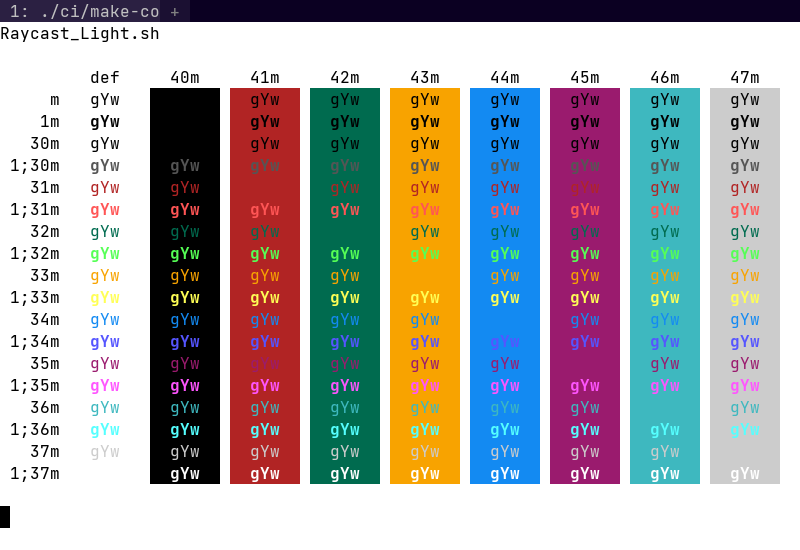 1: ./ci/make-co +
Raycast_Light.sh
def 40m 41m 42m 43m 44m 45m 46m 47m
m gYw gYw gYw gYw gYw gYw gYw gYw
1m gYw gYw gYw gYw gYw gYw gYw gYw
30m gYw gYw gYw gYw gYw gYw gYw gYw
1;30m gYw gYw gYw gYw gYw gYw gYw gYw gYw
31m gYw gYw gYw gYw gYw gYw gYw gYw
1;31m gYw gYw gYw gYw gYw gYw gYw gYw gYw
32m gYw gYw gYw gYw gYw gYw gYw gYw
1;32m gYw gYw gYw gYw gYw gYw gYw gYw gYw
33m gYw gYw gYw gYw gYw gYw gYw gYw
1;33m gYw gYw gYw gYw gYw gYw gYw gYw gYw
34m gYw gYw gYw gYw gYw gYw gYw gYw
1;34m gYw gYw gYw gYw gYw gYw gYw gYw gYw
35m gYw gYw gYw gYw gYw gYw gYw gYw
1;35m gYw gYw gYw gYw gYw gYw gYw gYw gYw
36m gYw gYw gYw gYw gYw gYw gYw gYw
1;36m gYw gYw gYw gYw gYw gYw gYw gYw gYw
37m gYw gYw gYw gYw gYw gYw gYw gYw
1;37m gYw gYw gYw gYw gYw gYw gYw gYw